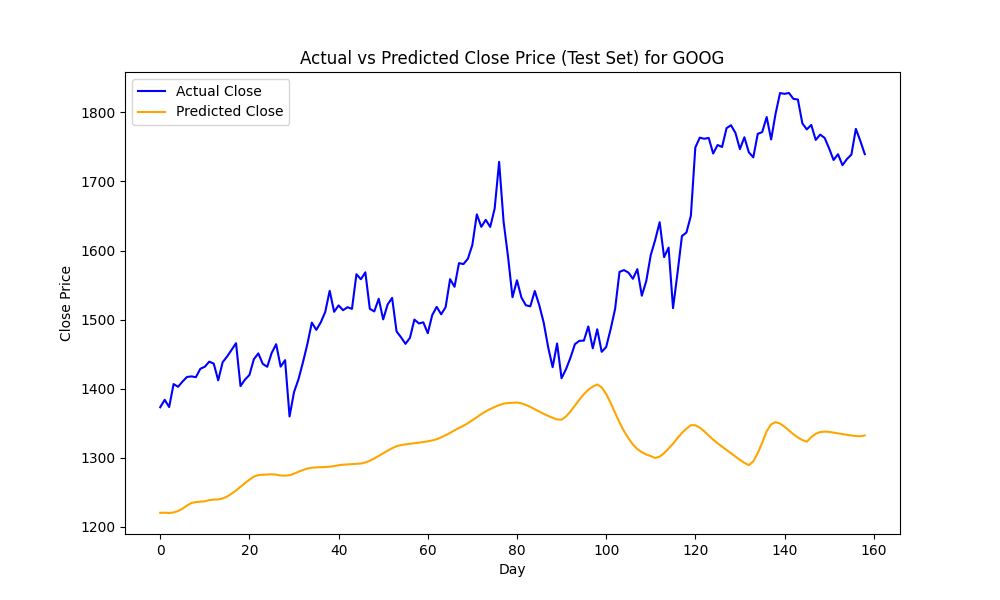 Actual vs Predicted Close Price (Test Set) for GOOG
Actual Close
Predicted Close
Close Price
1800
1700
1600
1500
1400
1300
1200
0 20 40 60 80 100 120 140 160
Day